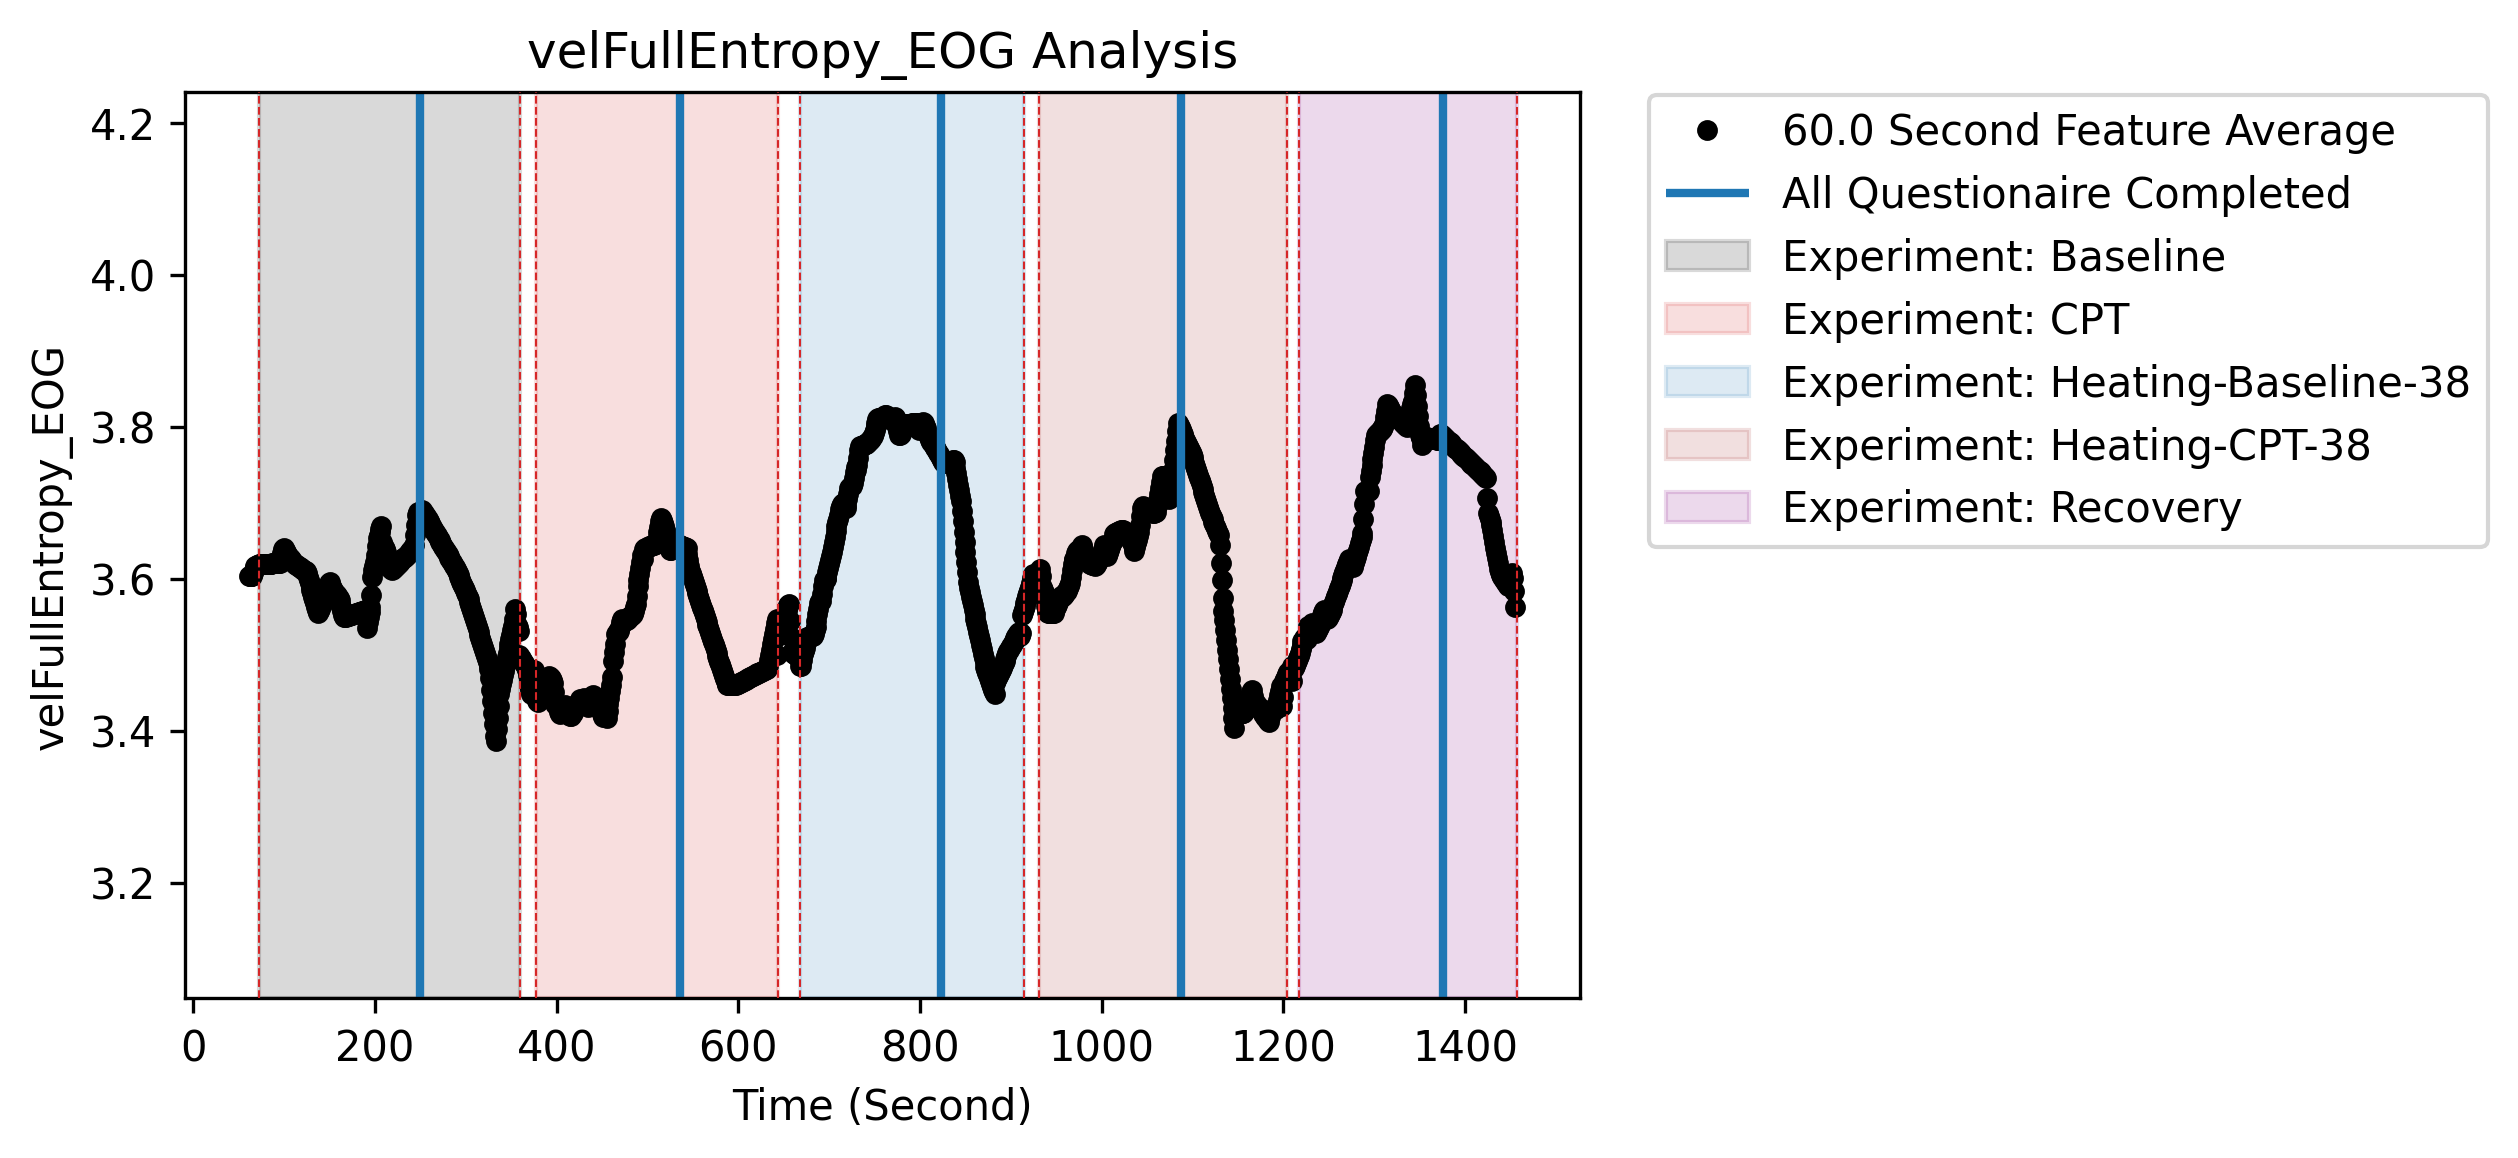 velFullEntropy_EOG Analysis
velFullEntropy_EOG
4.2
4.0
3.8
3.6
3.4
3.2
0 200 400 600 800 1000 1200 1400
Time (Second)
60.0 Second Feature Average
All Questionaire Completed
Experiment: Baseline
Experiment: CPT
Experiment: Heating-Baseline-38
Experiment: Heating-CPT-38
Experiment: Recovery